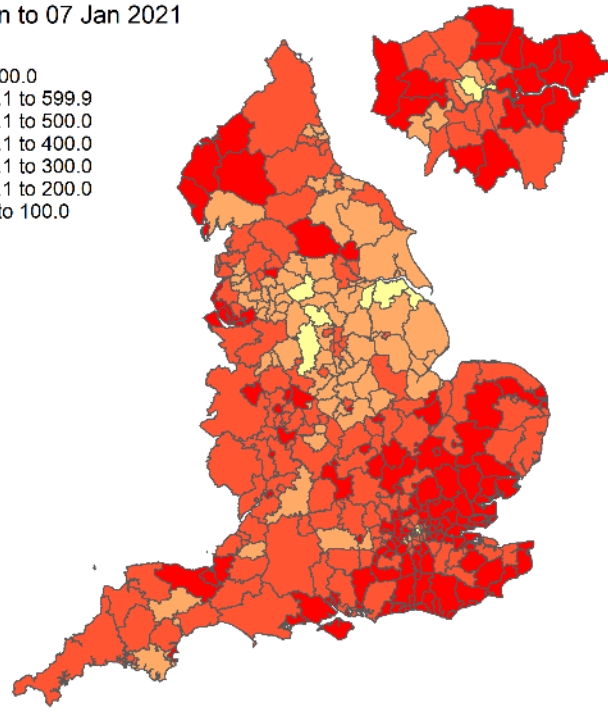 n to 07 Jan 2021
00.0
.1 to 599.9
.1 to 500.0
.1 to 400.0
.1 to 300.0
.1 to 200.0
to 100.0